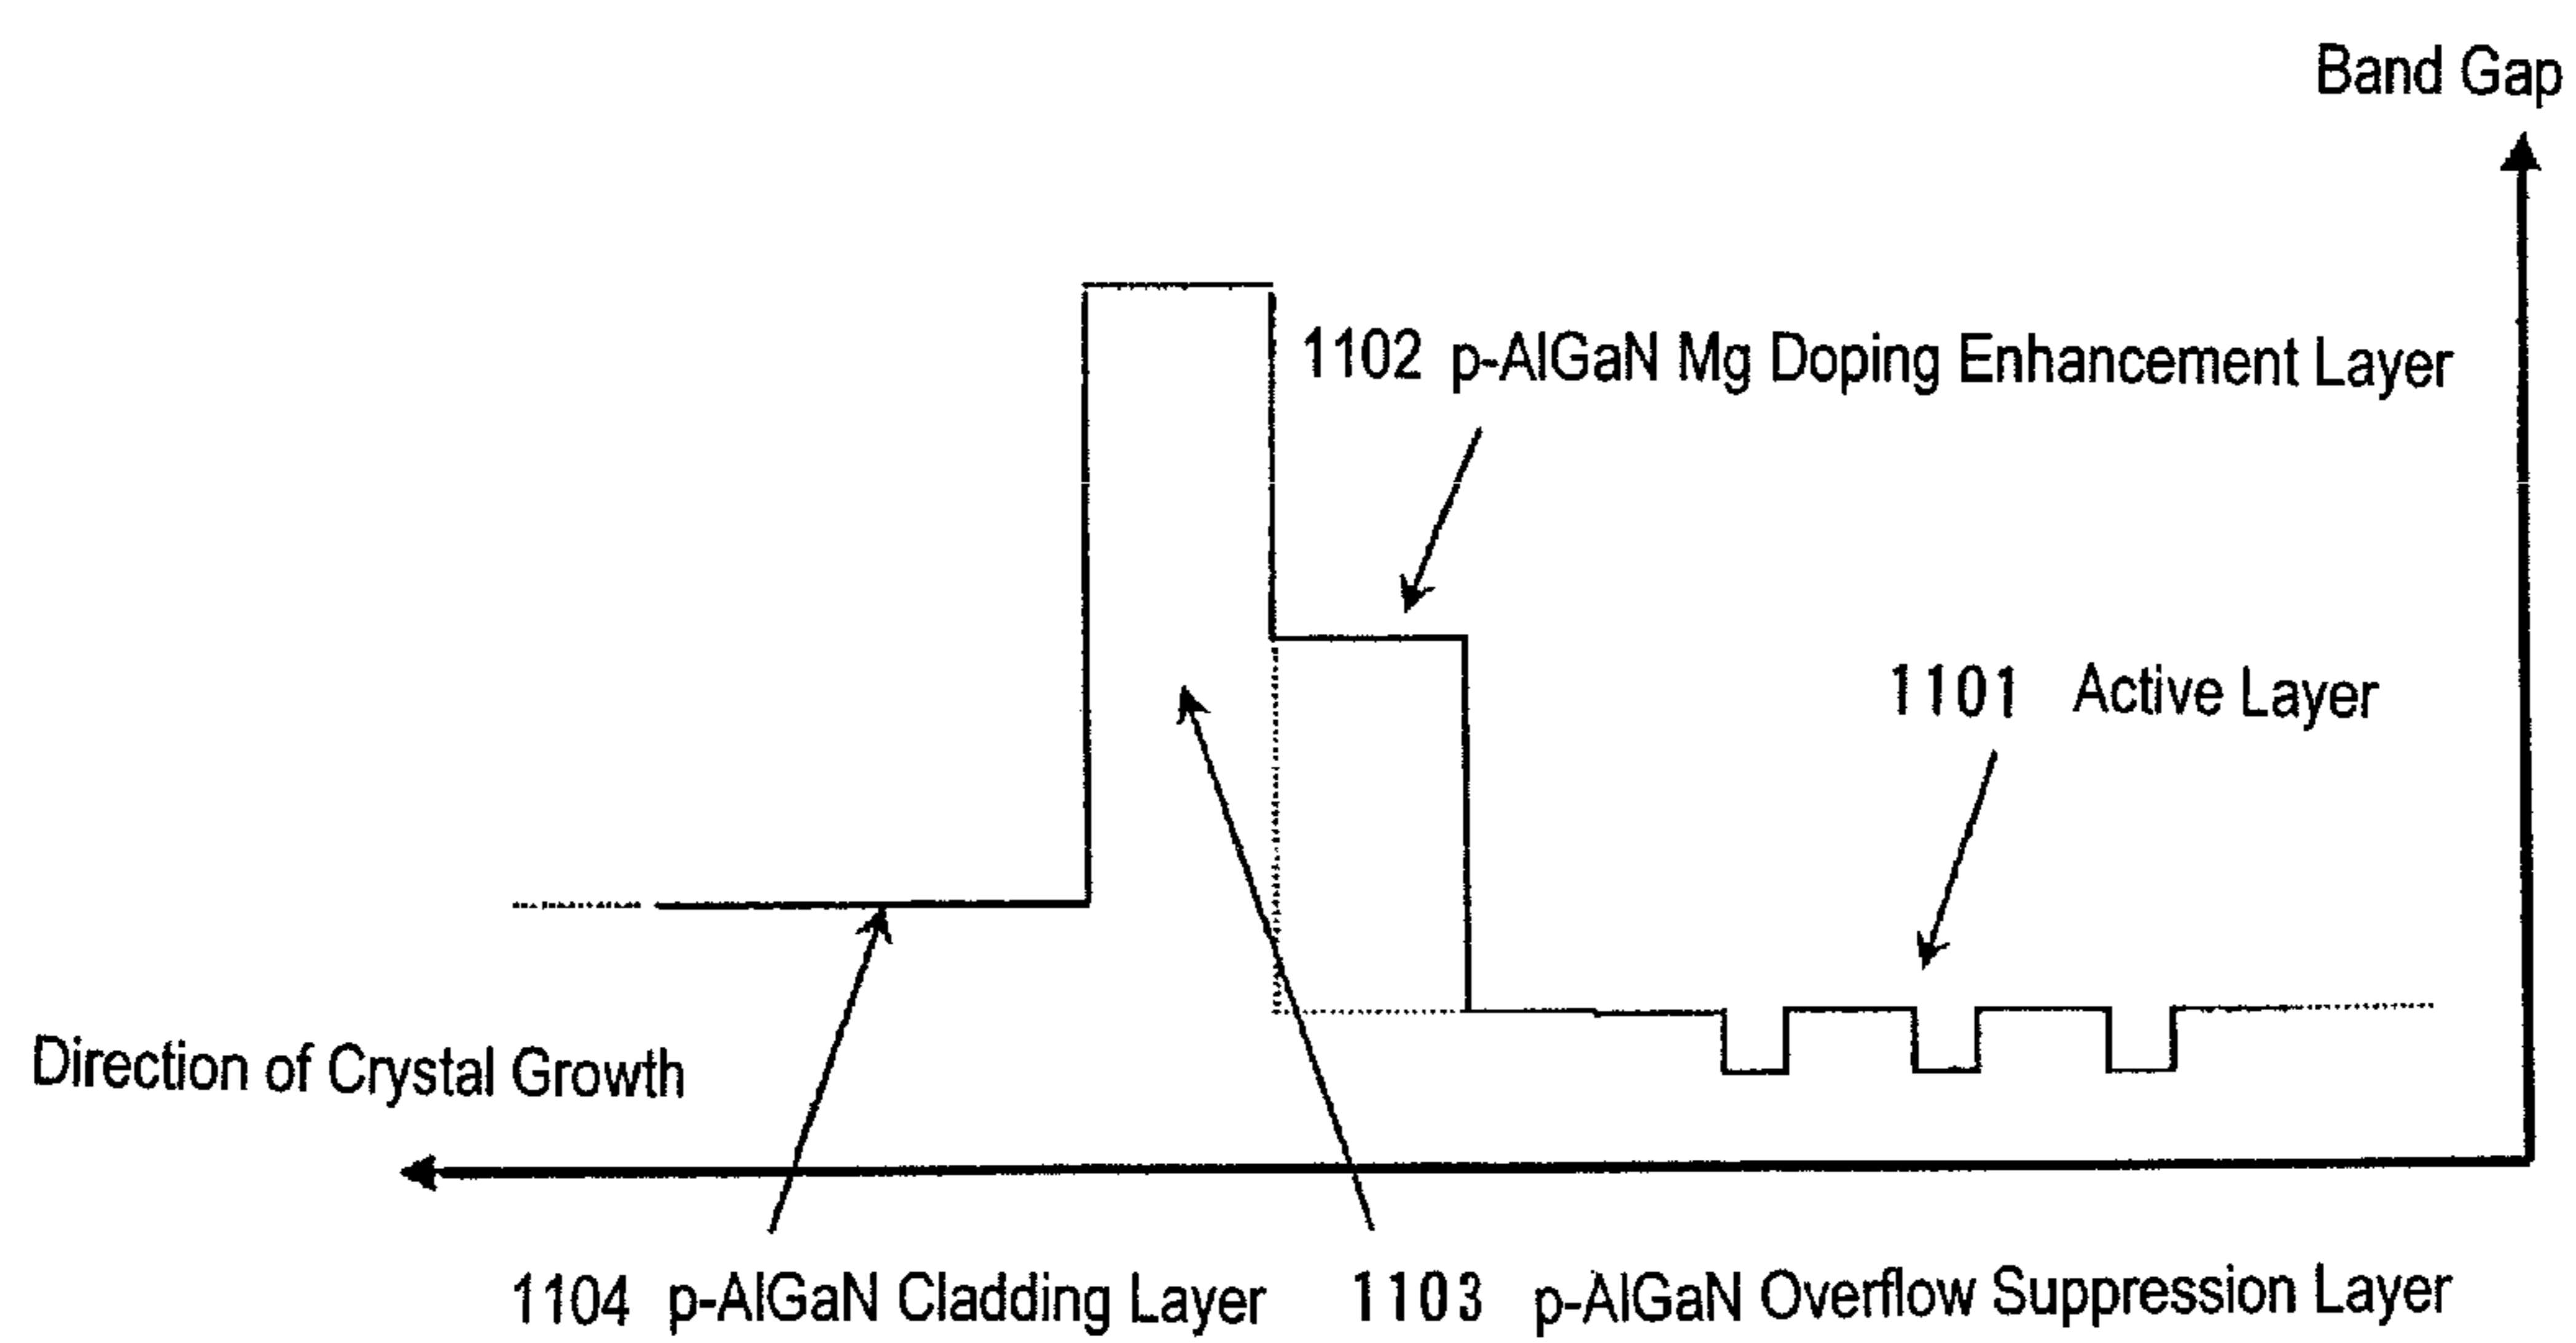 Band Gap
1102 p-AlGaN Mg Doping Enhancement Layer
1101 Active Layer
Direction of Crystal Growth
1104 p-AlGaN Cladding Layer
1103 p-AlGaN Overflow Suppression Layer